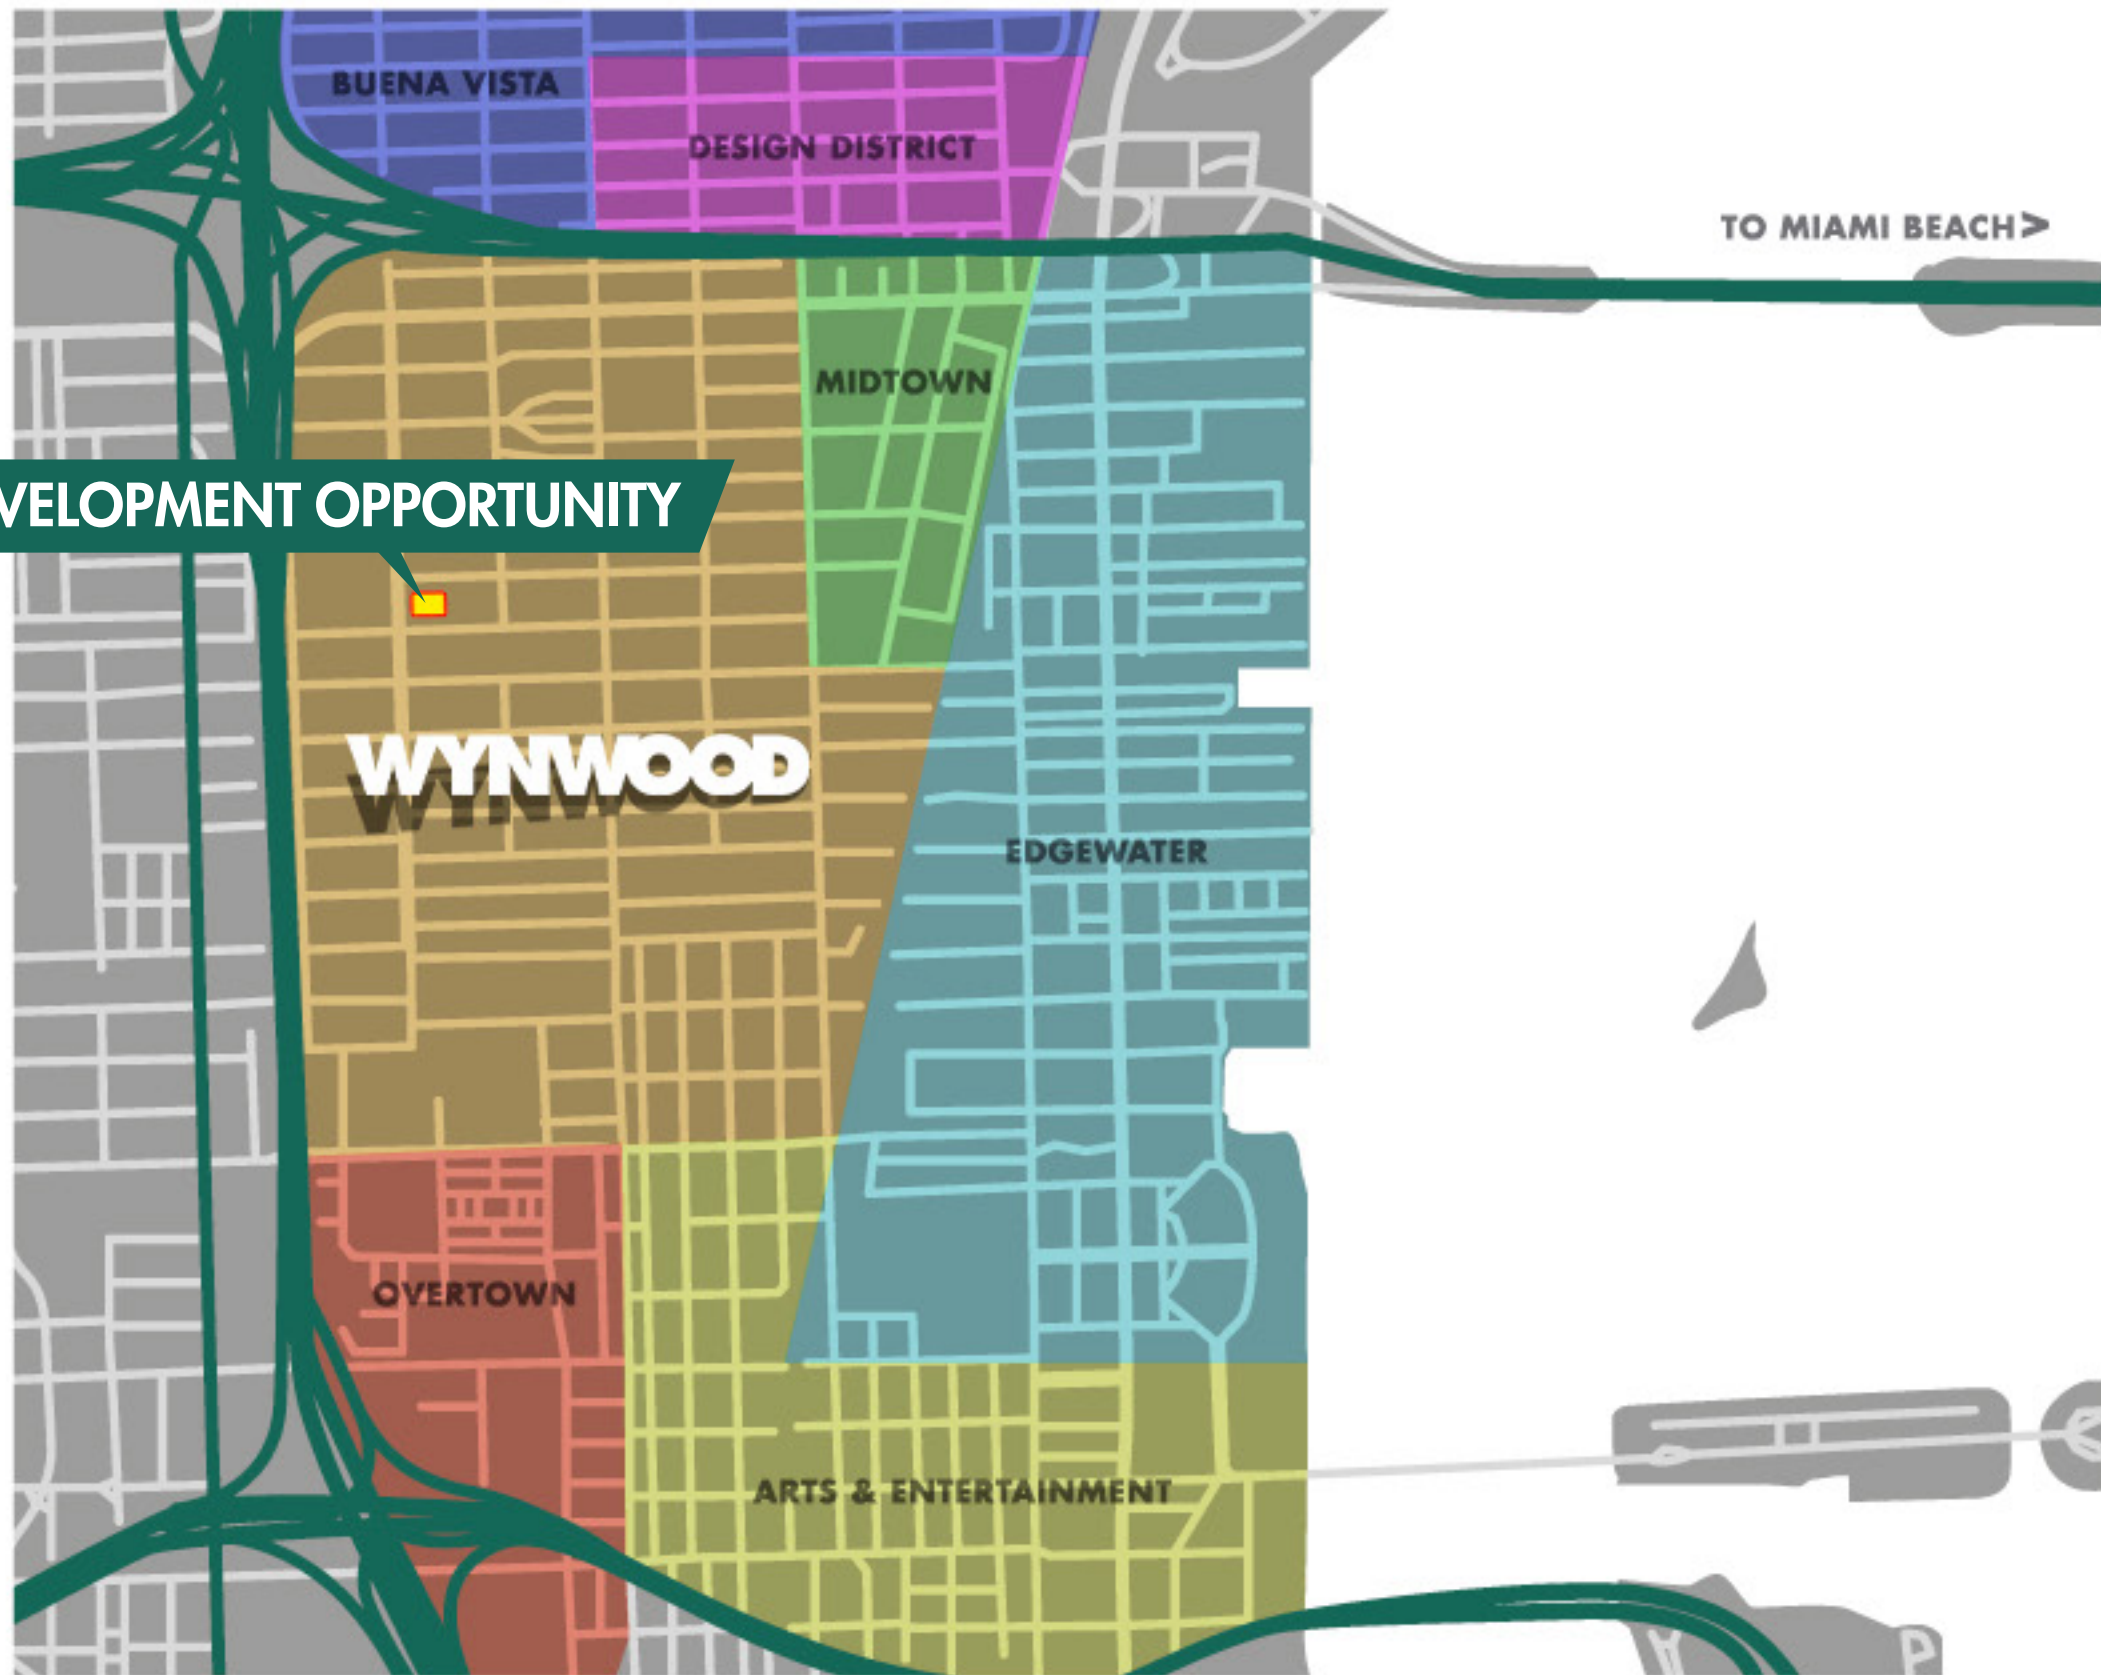 BUENA VISTA
DESIGN DISTRICT
TO MIAMI BEACH>
MIDTOWN
VELOPMENT OPPORTUNITY
WYNWOOD
EDGEWATER
OVERTOWN
ARTS & ENTERTAINMENT